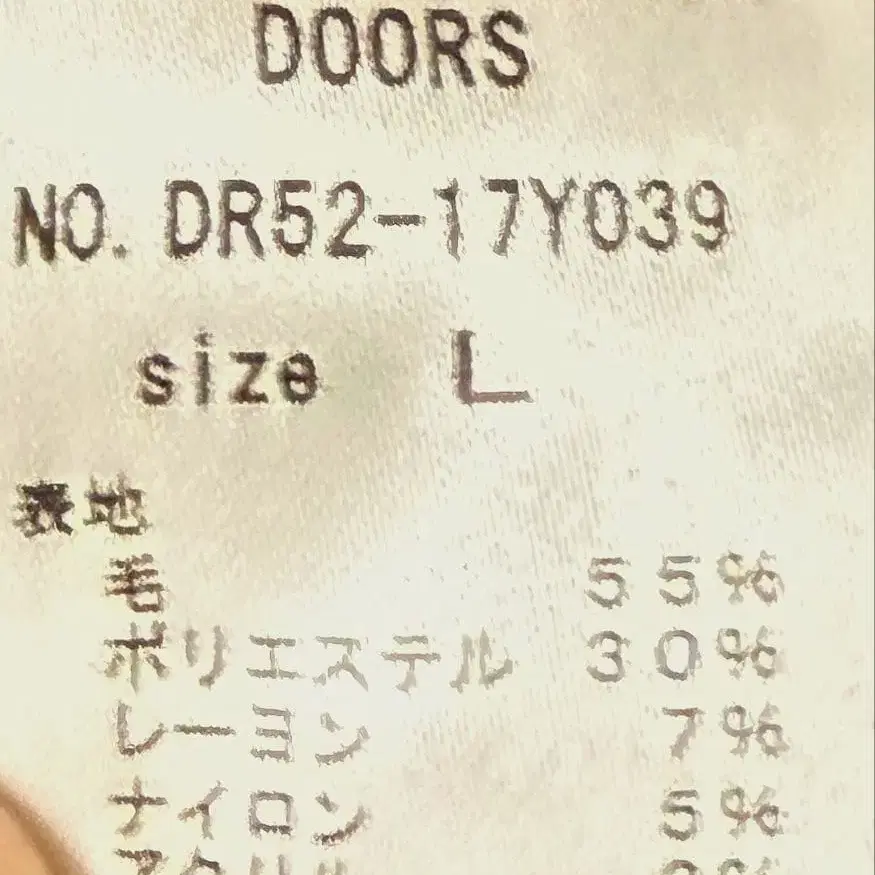 DOORS
NO. DR52-17Y039
size L
表地
毛 55%
ポリエステル 30%
レーヨン 7%
ナイロン 5%